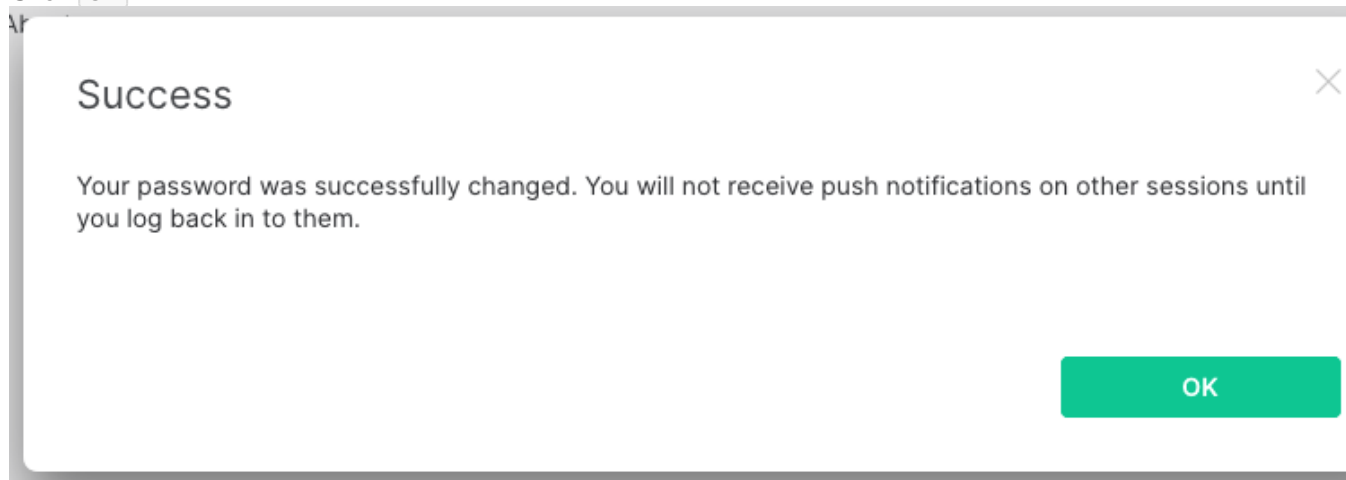 Success
Your password was successfully changed. You will not receive push notifications on other sessions until
you log back in to them.
OK